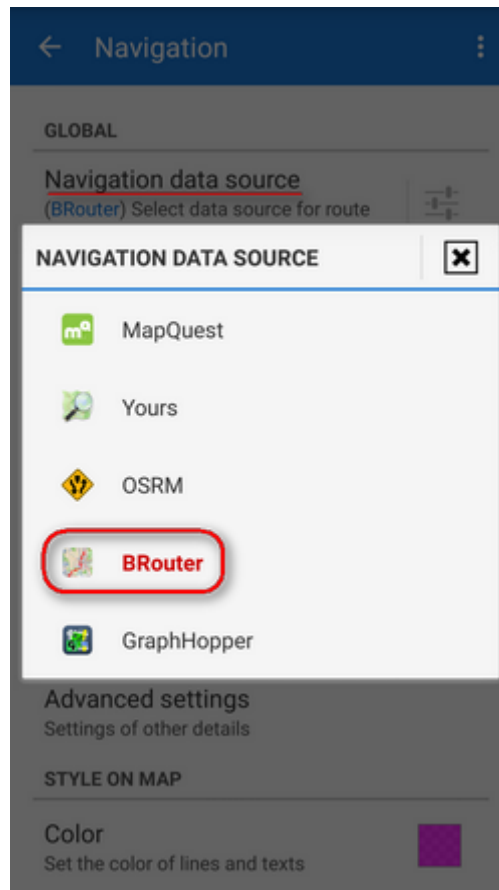 Navigation
GLOBAL
Navigation data source
(BRouter) Select data source for route
NAVIGATION DATA SOURCE
mq MapQuest
Yours
OSRM
BRouter
GraphHopper
Advanced settings
Settings of other details
STYLE ON MAP
Color
Set the color of lines and texts